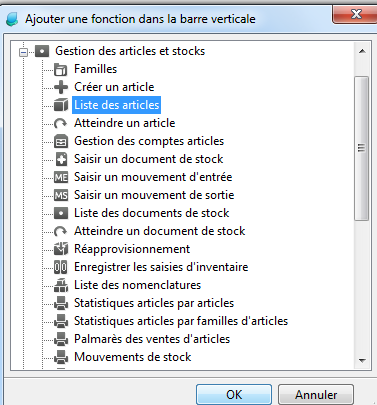 Ajouter une fonction dans la barre verticale
Gestion des articles et stocks
Familles
Créer un article
Liste des articles
Atteindre un article
Gestion des comptes articles
Saisir un document de stock
ME Saisir un mouvement d'entrée
MS Saisir un mouvement de sortie
Liste des documents de stock
Atteindre un document de stock
Réapprovisionnement
Enregistrer les saisies d'inventaire
Liste des nomenclatures
Statistiques articles par articles
Statistiques articles par familles d'articles
Palmarès des ventes d'articles
Mouvements de stock
OK Annuler